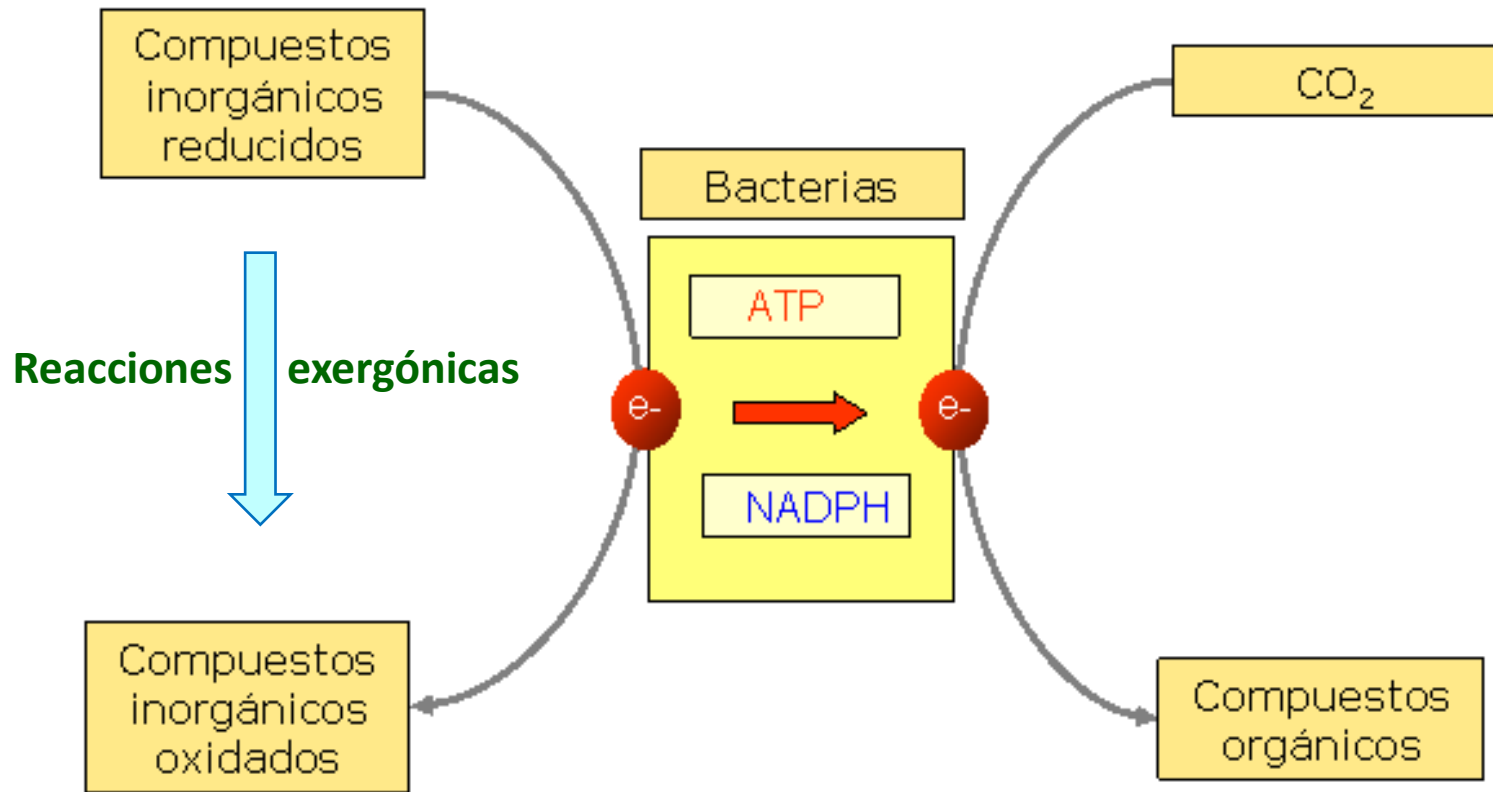 Compuestos
inorgánicos
reducidos
CO₂
Bacterias
ATP
Reacciones exergónicas
e-
e-
NADPH
Compuestos
inorgánicos
oxidados
Compuestos
orgánicos